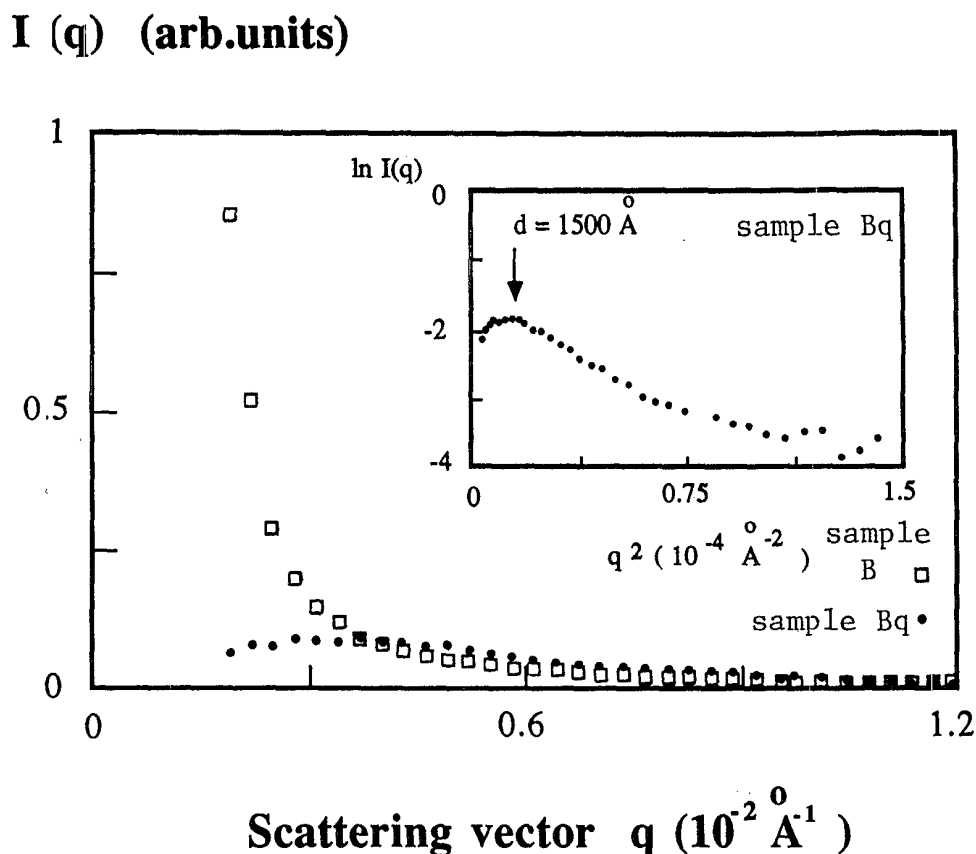 I (q) (arb.units)
1
0.5
0
0
0.6
1.2
Scattering vector q (10⁻² Å⁻¹)
ln I(q)
0
-2
-4
d = 1500 Å
sample Bq
0
0.75
1.5
q 2 ( 10 -4 Å -2 )
sample
B □
sample Bq •